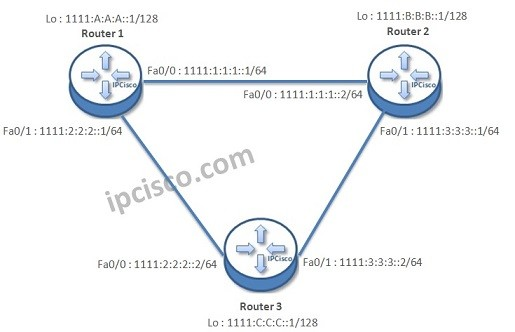 Lo : 1111:A:A:A::1/128
Router 1
Lo : 1111:B:B:B::1/128
Router 2
IPCisco
Fa0/0 : 1111:1:1:1::1/64
IPCisco
Fa0/0 : 1111:1:1:1::2/64
Fa0/1 : 1111:2:2:2::1/64
Fa0/1 : 1111:3:3:3::1/64
ipcisco.com
Fa0/0 : 1111:2:2:2::2/64
IPCisco
Fa0/1 : 1111:3:3:3::2/64
Router 3
Lo : 1111:C:C:C::1/128